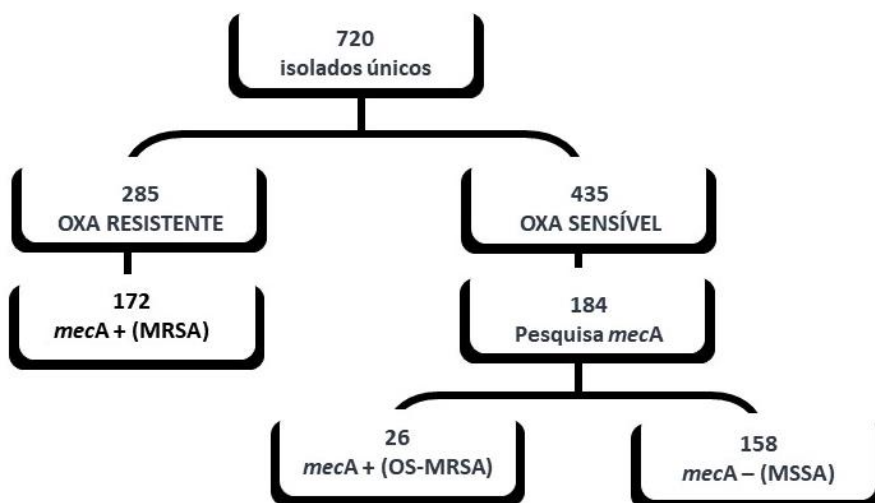 720
isolados únicos
285
OXA RESISTENTE
435
OXA SENSÍVEL
172
mecA + (MRSA)
184
Pesquisa mecA
26
mecA + (OS-MRSA)
158
mecA – (MSSA)